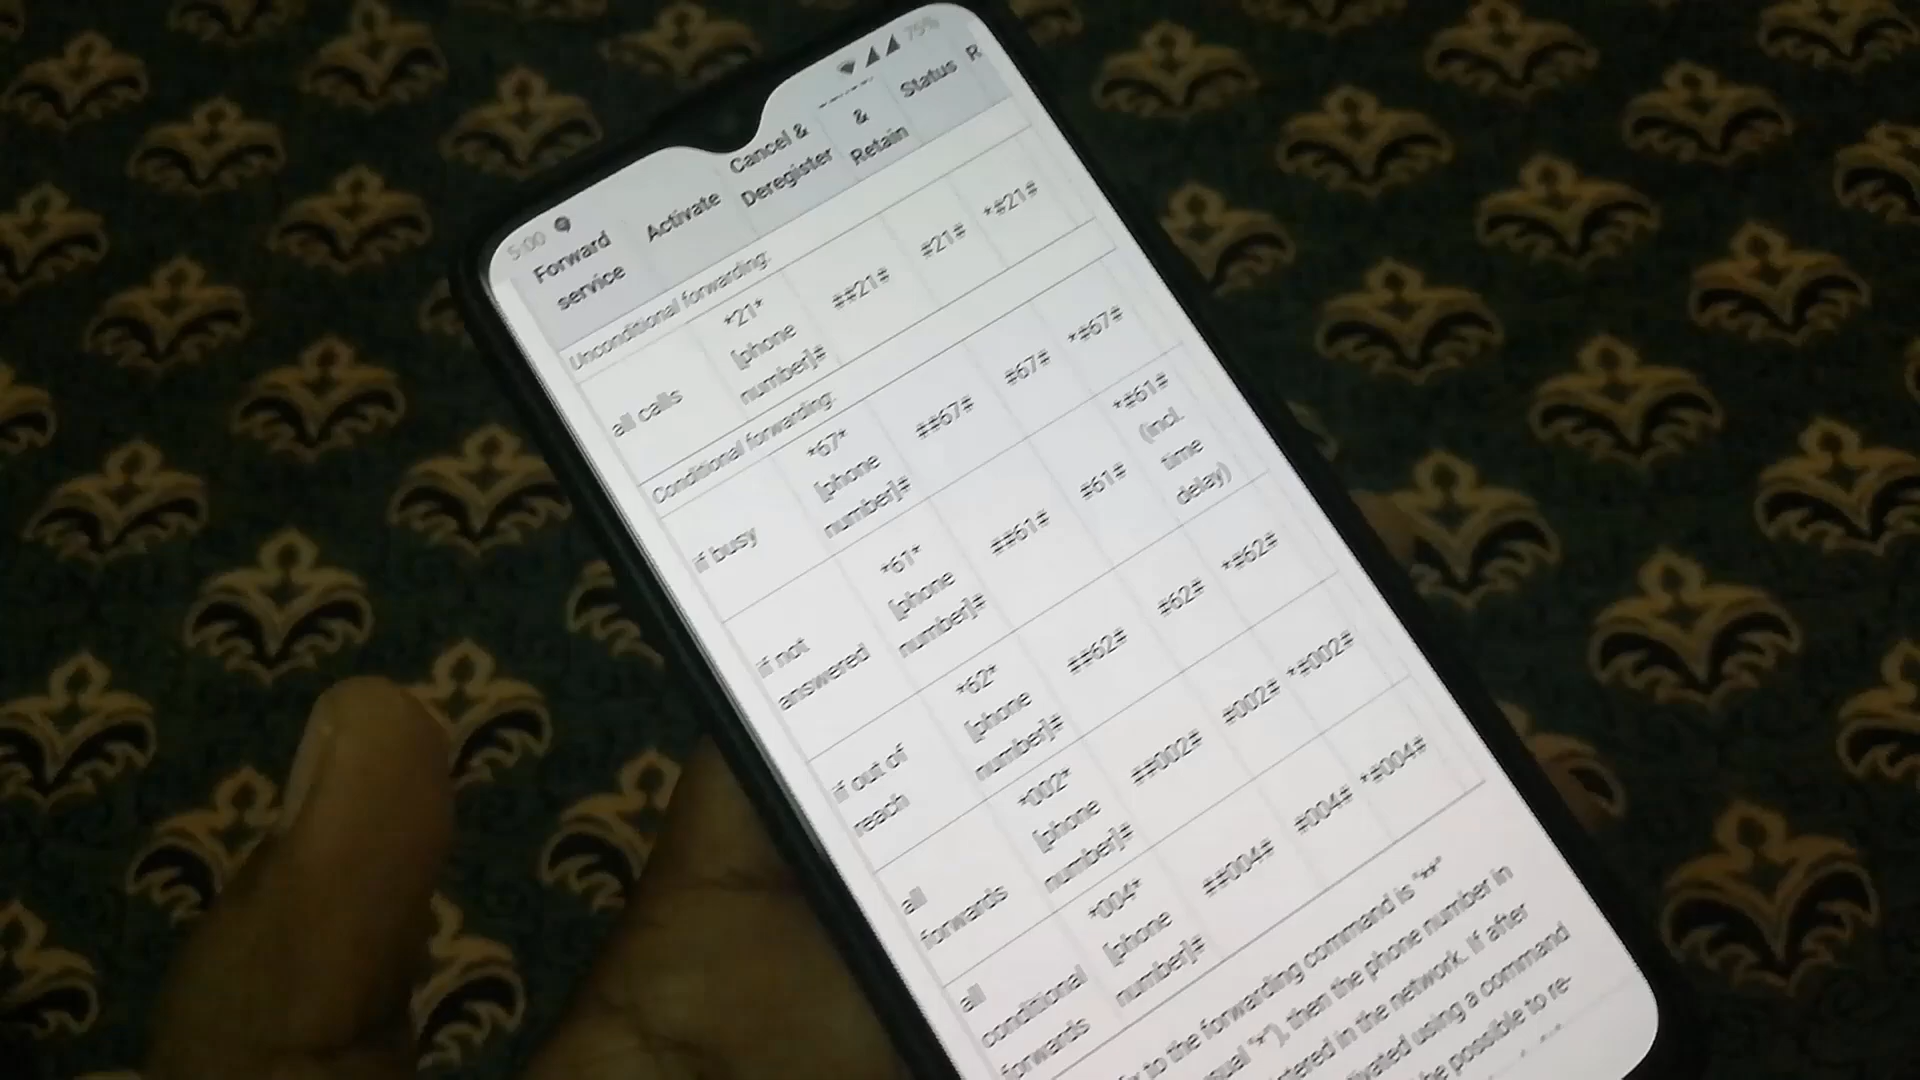 5:00 75%
Forward service Activate Cancel & Deregister & Retain Status R
Unconditional forwarding:
all calls *21* [phone number]# ##21# #21# *#21#
Conditional forwarding:
if busy *67* [phone number]# ##67# #67# *#67#
if not answered *61* [phone number]# ##61# #61# *#61# (incl. time delay)
if out of reach *62* [phone number]# ##62# #62# *#62#
all forwards *002* [phone number]# ##002# #002# *#002#
all conditional forwards *004* [phone number]# ##004# #004# *#004#
to the forwarding command is "**"
"*"), then the phone number in
in the network. If after
using a command
be possible to re-